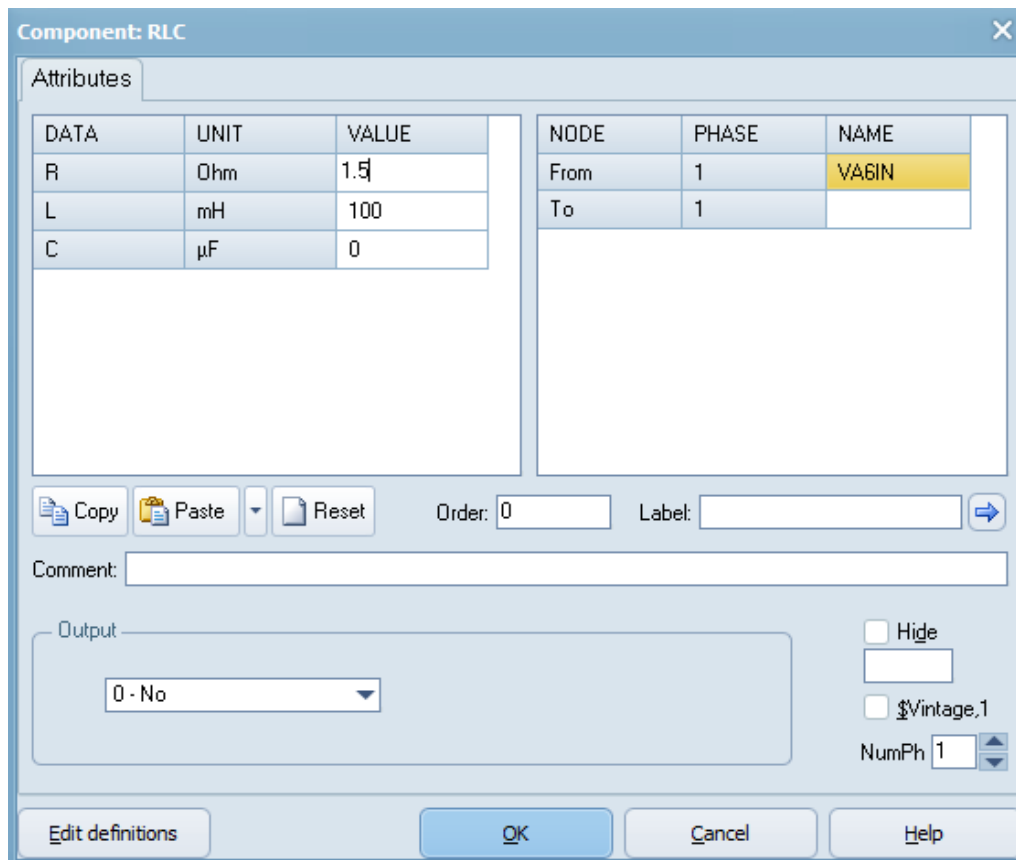 Component: RLC
Attributes
DATA UNIT VALUE
R Ohm 1.5
L mH 100
C µF 0
NODE PHASE NAME
From 1 VA6IN
To 1
Copy Paste Reset Order: 0 Label:
Comment:
Output
0 - No
Hide
$Vintage,1
NumPh 1
Edit definitions OK Cancel Help